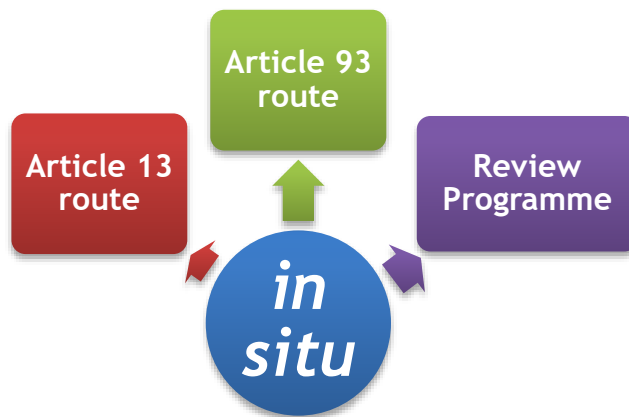 Article 93
route
Article 13
route
Review
Programme
in
situ